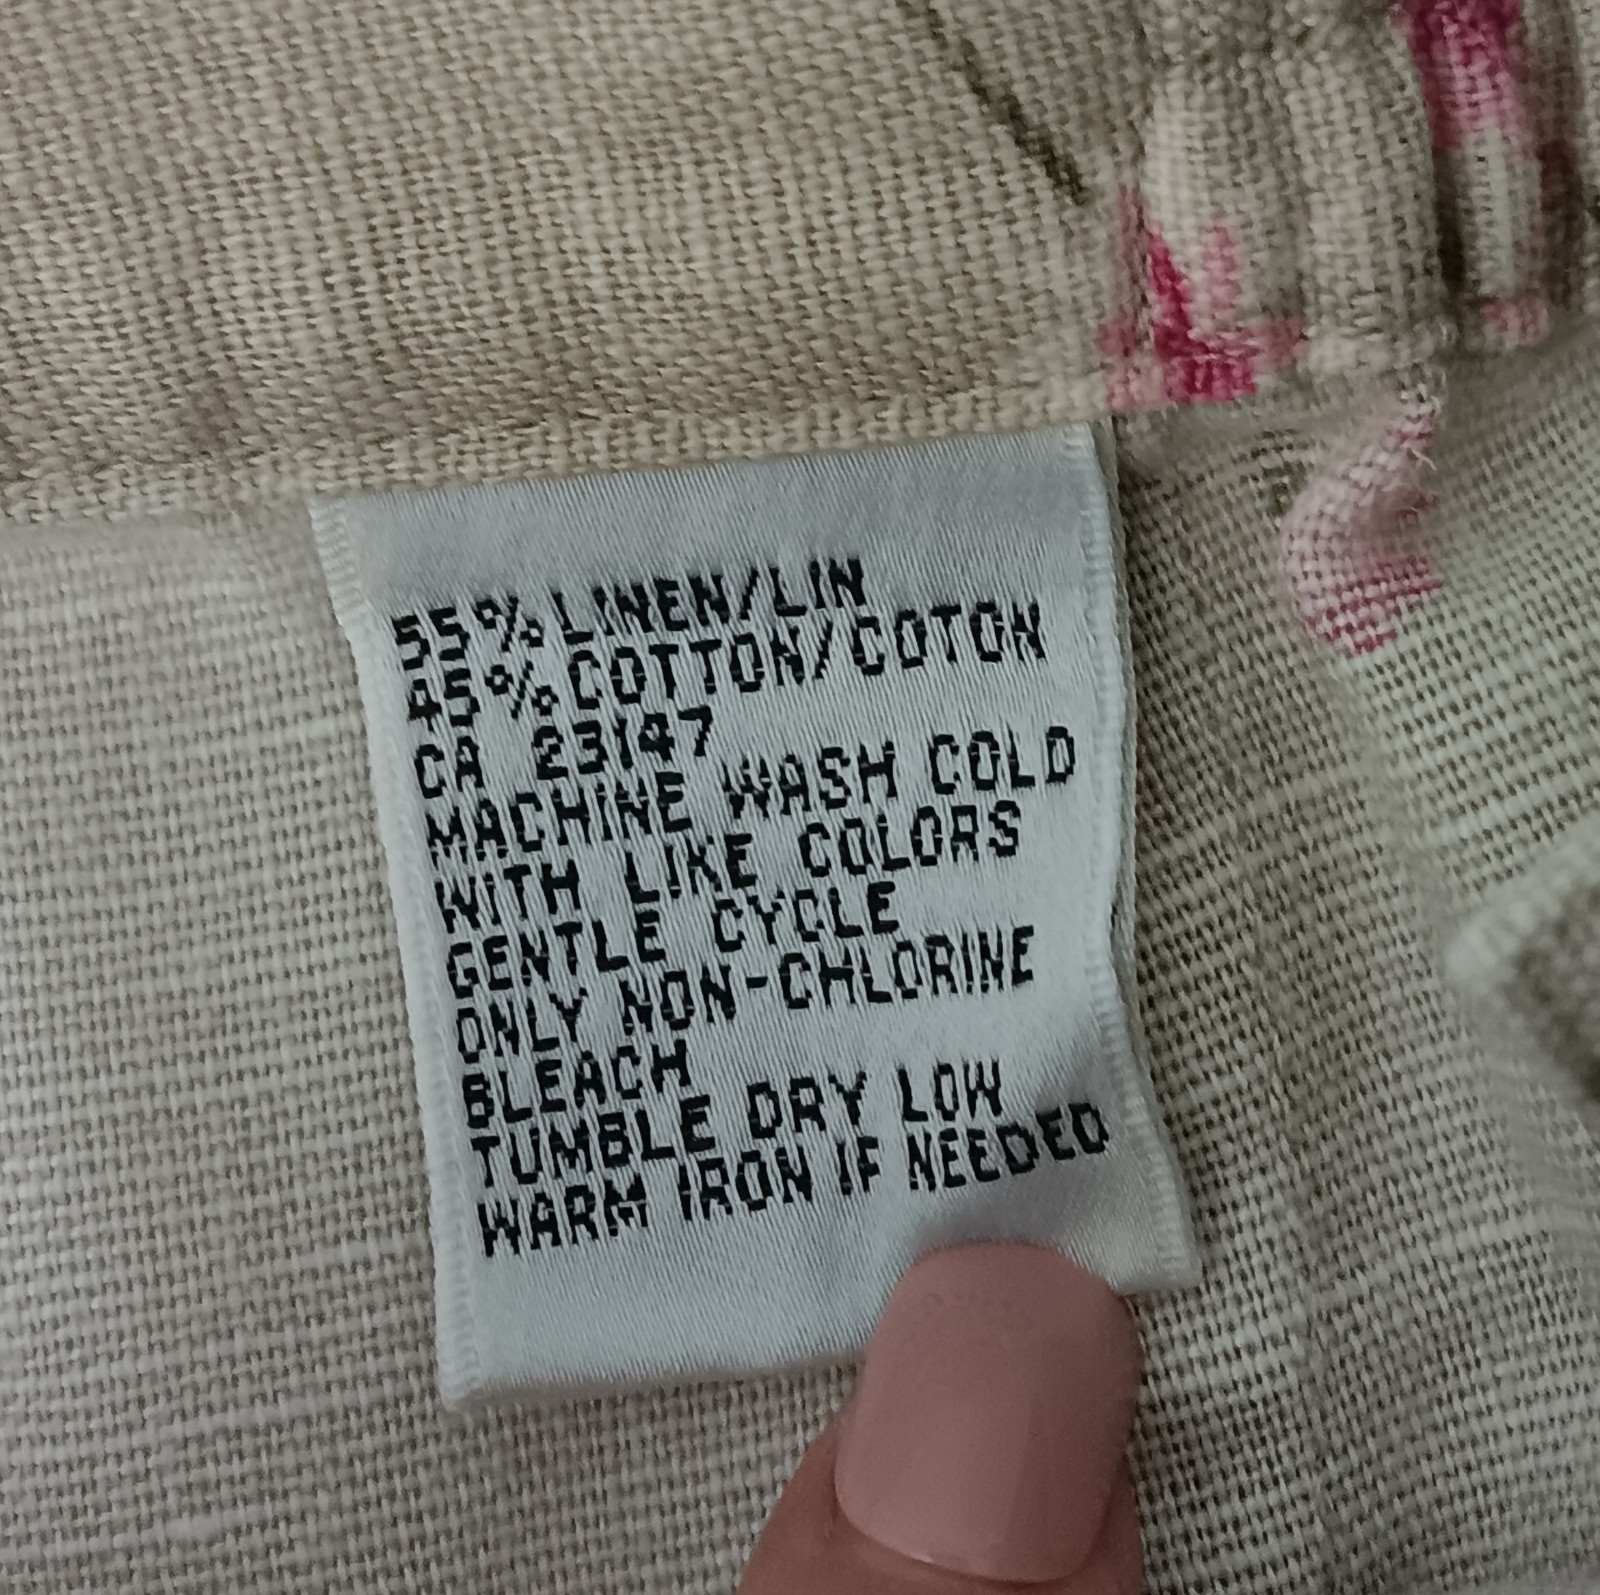 55% LINEN/LIN
45% COTTON/COTON
CA 23147
MACHINE WASH COLD
WITH LIKE COLORS
GENTLE CYCLE
ONLY NON-CHLORINE
BLEACH
TUMBLE DRY LOW
WARM IRON IF NEEDED